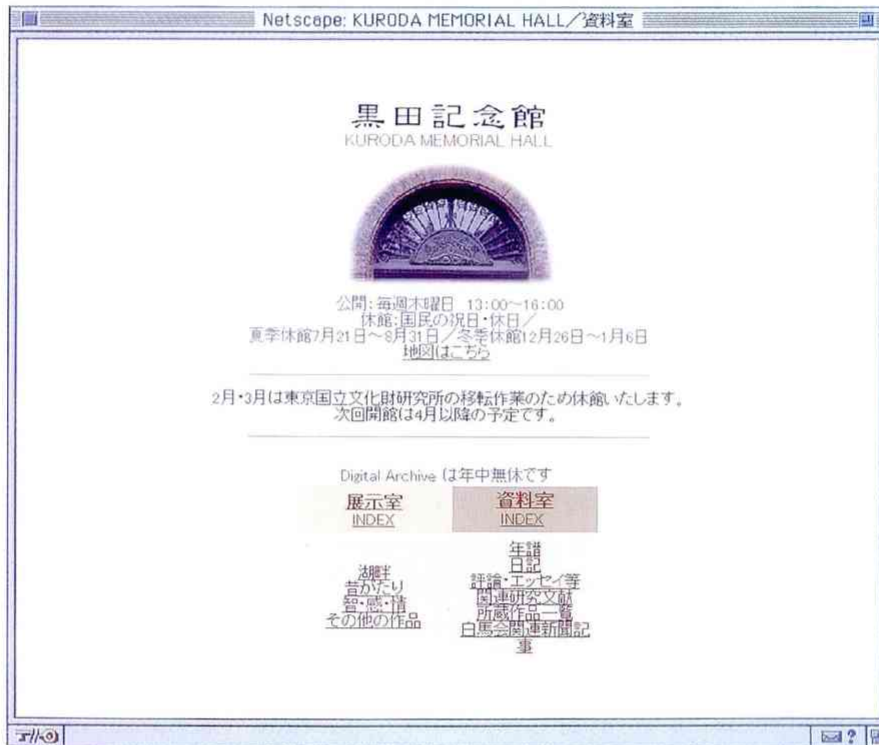 Netscape: KURODA MEMORIAL HALL/資料室
黒田記念館
KURODA MEMORIAL HALL
公開:毎週木曜日 13:00〜16:00
休館:国民の祝日・休日/
夏季休館7月21日〜8月31日/冬季休館12月26日〜1月6日
地図はこちら
2月・3月は東京国立文化財研究所の移転作業のため休館いたします。
次回開館は4月以降の予定です。
Digital Archive は年中無休です
展示室
INDEX
湖畔
昔がたり
智・感・情
その他の作品
資料室
INDEX
年譜
日記
評論・エッセイ等
関連研究文献
所蔵作品一覧
白馬会関連新聞記
事
?